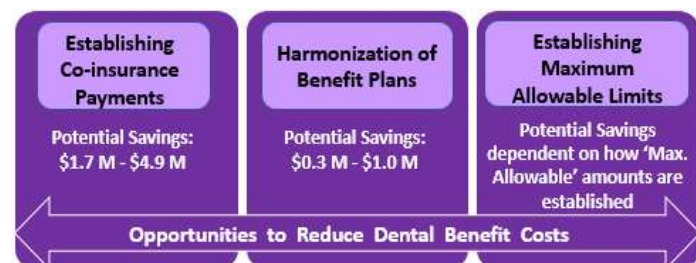 Establishing
Co-insurance
Payments
Potential Savings:
$1.7 M - $4.9 M
Harmonization of
Benefit Plans
Potential Savings:
$0.3 M - $1.0 M
Establishing
Maximum
Allowable Limits
Potential Savings
dependent on how ‘Max.
Allowable’ amounts are
established
Opportunities to Reduce Dental Benefit Costs